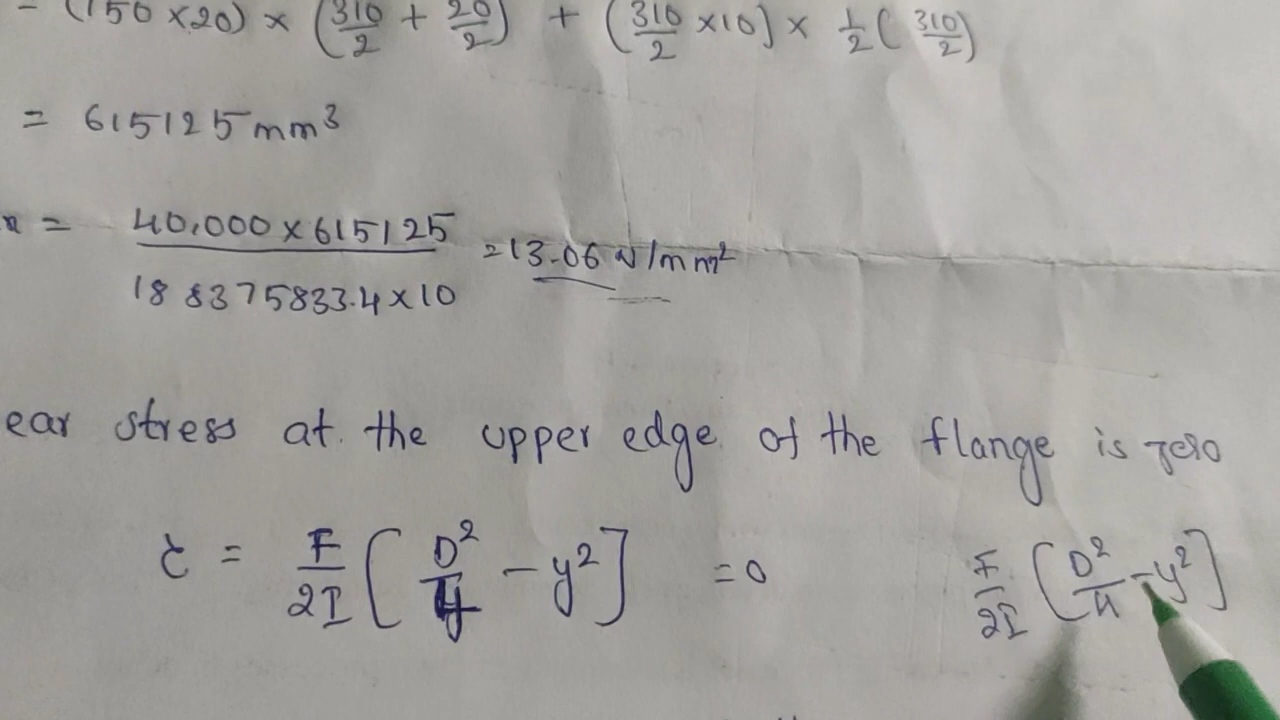 = (150 × 20) × (310/2 + 20/2) + (310/2 × 10] × 1/2 ( 310/2)
= 615125 mm³
= 40,000 × 615125 / 188375833.4 × 10 = 13.06 N/mm²
ear stress at the upper edge of the flange is zero
τ = F/2I [ D²/4 - y² ] = 0 F/2I [ D²/4 - y² ]